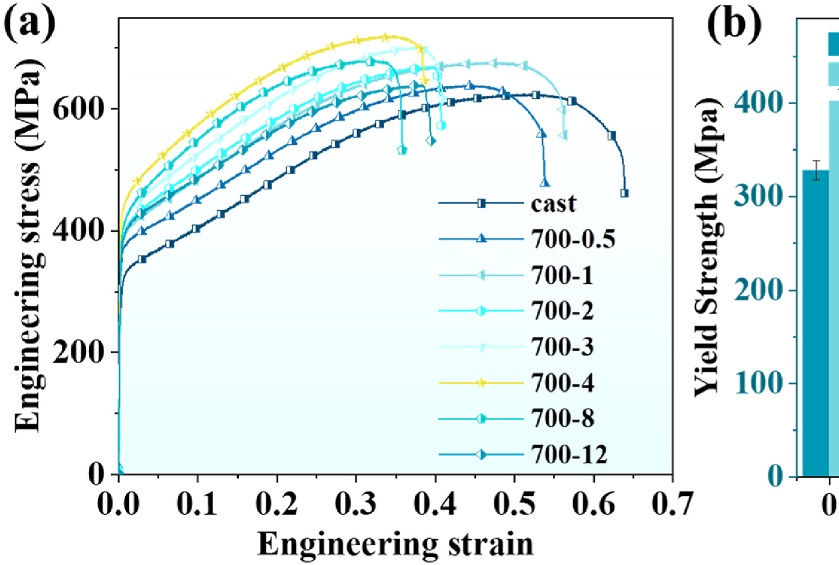 (a)
Engineering stress (MPa)
600
400
200
0
0.0 0.1 0.2 0.3 0.4 0.5 0.6 0.7
Engineering strain
cast
700-0.5
700-1
700-2
700-3
700-4
700-8
700-12
(b)
Yield Strength (Mpa)
400
300
200
100
0
0